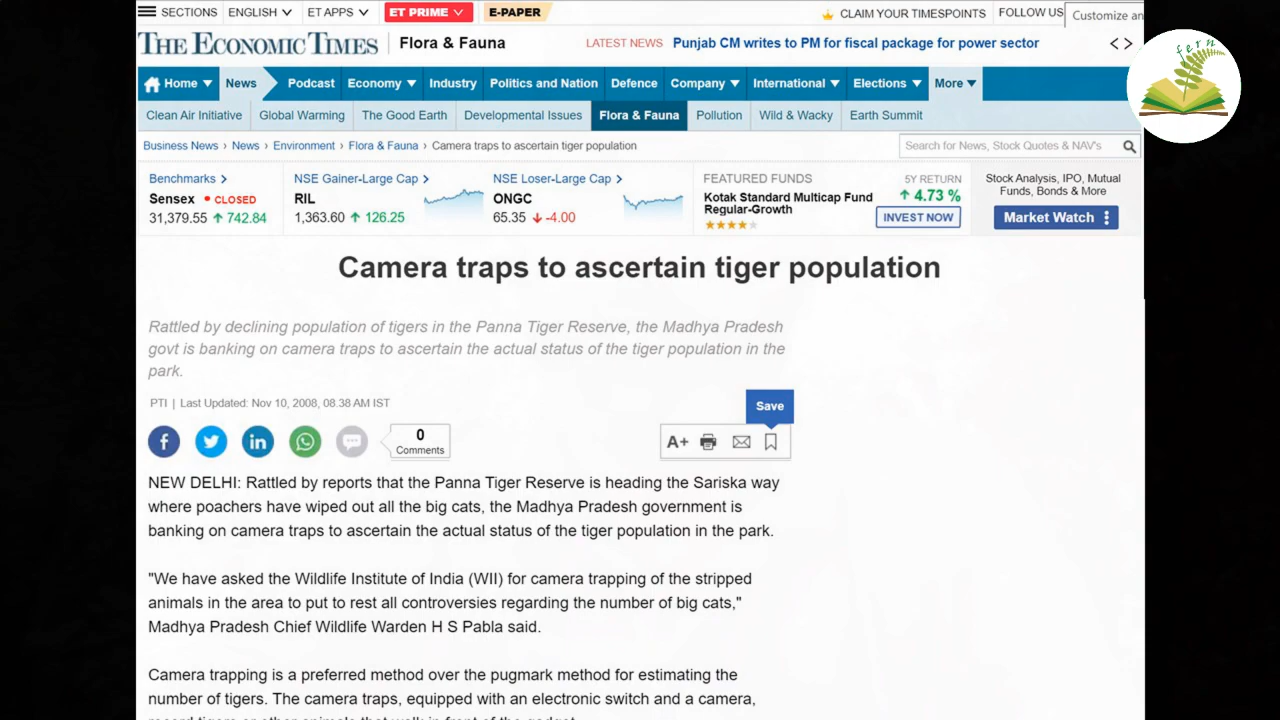 SECTIONS ENGLISH ET APPS ET PRIME E-PAPER CLAIM YOUR TIMESPOINTS FOLLOW US Customize an
THE ECONOMIC TIMES Flora & Fauna LATEST NEWS Punjab CM writes to PM for fiscal package for power sector
fern
Home News Podcast Economy Industry Politics and Nation Defence Company International Elections More
Clean Air Initiative Global Warming The Good Earth Developmental Issues Flora & Fauna Pollution Wild & Wacky Earth Summit
Business News › News › Environment › Flora & Fauna › Camera traps to ascertain tiger population Search for News, Stock Quotes & NAV's
Benchmarks NSE Gainer-Large Cap NSE Loser-Large Cap FEATURED FUNDS 5Y RETURN Stock Analysis, IPO, Mutual
Funds, Bonds & More
Sensex CLOSED RIL ONGC Kotak Standard Multicap Fund 4.73 %
Regular-Growth
31,379.55 742.84 1,363.60 126.25 65.35 -4.00 INVEST NOW Market Watch
Camera traps to ascertain tiger population
Rattled by declining population of tigers in the Panna Tiger Reserve, the Madhya Pradesh
govt is banking on camera traps to ascertain the actual status of the tiger population in the
park.
PTI | Last Updated: Nov 10, 2008, 08.38 AM IST
Save
0
Comments
A+
NEW DELHI: Rattled by reports that the Panna Tiger Reserve is heading the Sariska way
where poachers have wiped out all the big cats, the Madhya Pradesh government is
banking on camera traps to ascertain the actual status of the tiger population in the park.
"We have asked the Wildlife Institute of India (WII) for camera trapping of the stripped
animals in the area to put to rest all controversies regarding the number of big cats,"
Madhya Pradesh Chief Wildlife Warden H S Pabla said.
Camera trapping is a preferred method over the pugmark method for estimating the
number of tigers. The camera traps, equipped with an electronic switch and a camera,